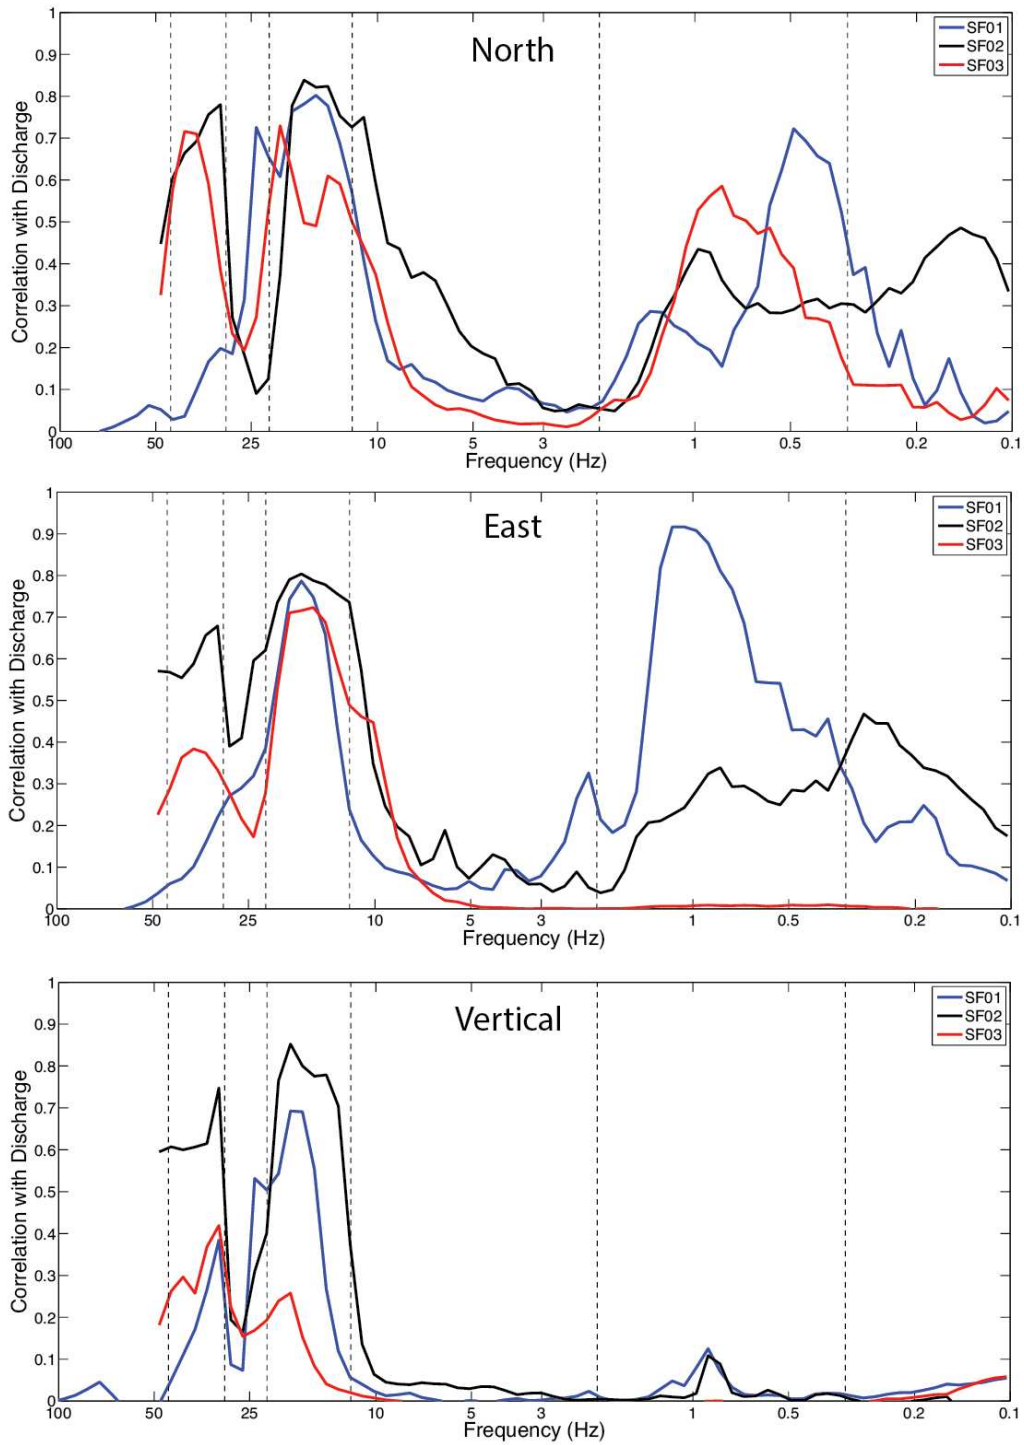 North
SF01
SF02
SF03
1
0.9
0.8
0.7
0.6
0.5
0.4
0.3
0.2
0.1
0
Correlation with Discharge
100 50 25 10 5 3 1 0.5 0.2 0.1
Frequency (Hz)
East
SF01
SF02
SF03
1
0.9
0.8
0.7
0.6
0.5
0.4
0.3
0.2
0.1
0
Correlation with Discharge
100 50 25 10 5 3 1 0.5 0.2 0.1
Frequency (Hz)
Vertical
SF01
SF02
SF03
1
0.9
0.8
0.7
0.6
0.5
0.4
0.3
0.2
0.1
0
Correlation with Discharge
100 50 25 10 5 3 1 0.5 0.2 0.1
Frequency (Hz)